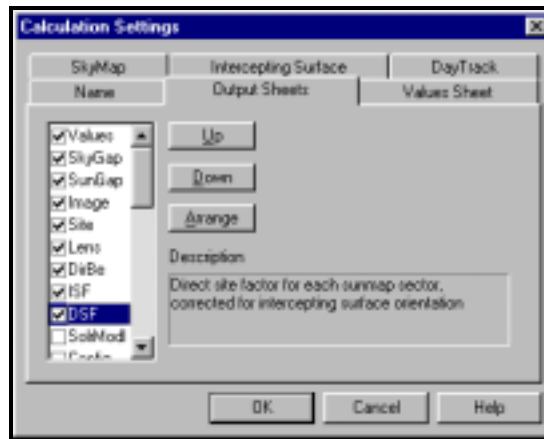 Calculation Settings
SkyMap Intercepting Surface DayTrack
Name Output Sheets Values Sheet
Values
SkyGap
SunGap
Image
Site
Lens
DirBe
ISF
DSF
Up
Down
Arrange
Description
Direct site factor for each sunmap sector,
corrected for intercepting surface orientation
OK Cancel Help